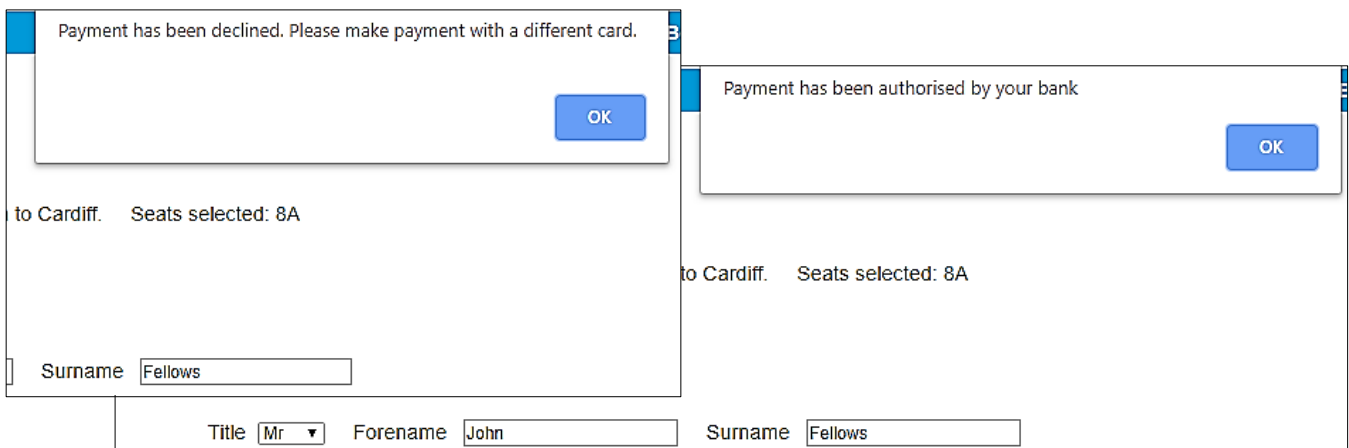 Payment has been declined. Please make payment with a different card.
B
OK
to Cardiff. Seats selected: 8A
Surname Fellows
Payment has been authorised by your bank
E
OK
to Cardiff. Seats selected: 8A
Title Mr Forename John Surname Fellows